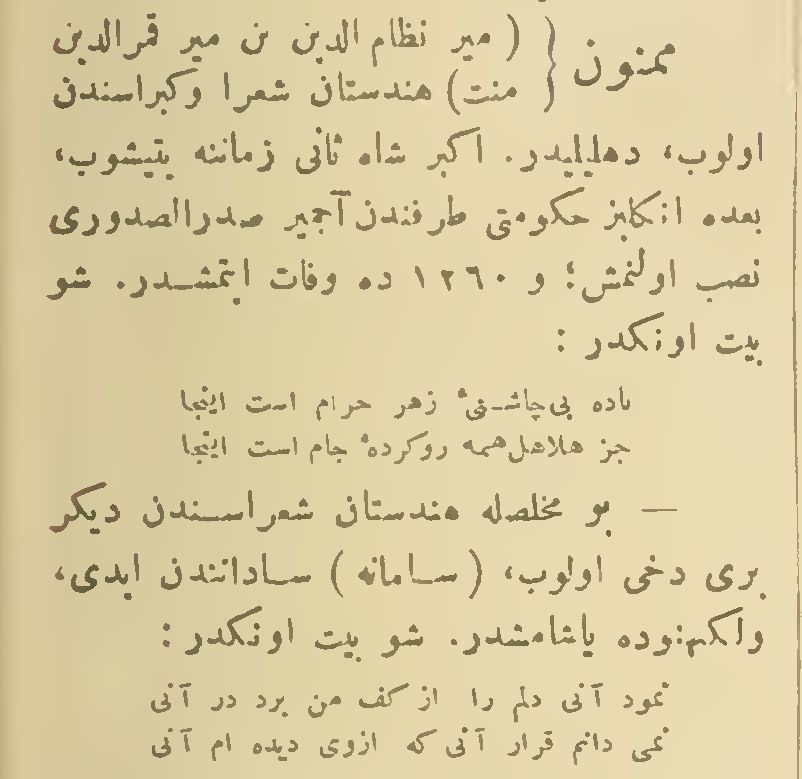 ممنون { ( میر نظام الدین بن میر قمرالدین
منت) هندستان شعرا وکبراسندن
اولوب، دهلیلیدر. اکبر شاه ثانی زماننه یتیشوب،
بعده انکلیز حکومتی طرفندن آجمیر صدرالصدوری
نصب اولنمش؛ و ١٢٦٠ ده وفات ایتمشدر. شو
بیت اونکدر :
باده بی‌چاشنیٔ زهر حرام است اینجا
جز هلاهل همه روکردهٔ جام است اینجا
— بو مخلصله هندستان شعراسندن دیکر
بری دخی اولوب، (سامانه) ساداتندن ایدی،
ولکهنوده یاشامشدر. شو بیت اونکدر :
نمود آنی دلم را از کف من برد در آنی
نمی دانم قرار آنی که ازوی دیده ام آنی